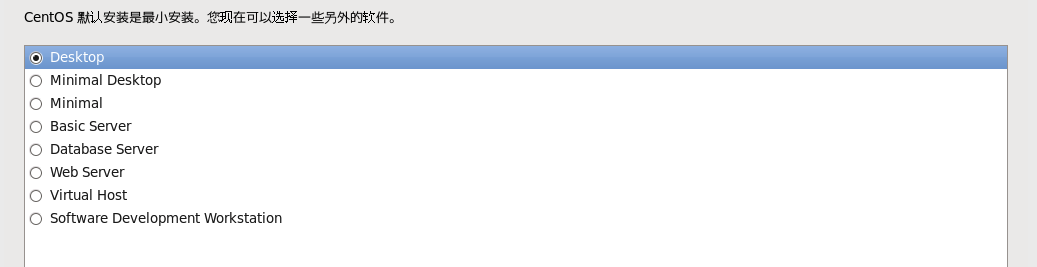 CentOS 默认安装是最小安装。您现在可以选择一些另外的软件。
Desktop
Minimal Desktop
Minimal
Basic Server
Database Server
Web Server
Virtual Host
Software Development Workstation